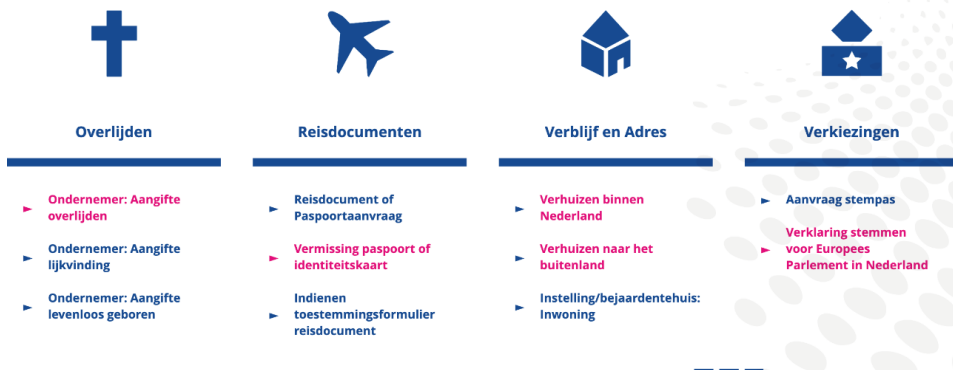 Overlijden
Ondernemer: Aangifte
overlijden
Ondernemer: Aangifte
lijkvinding
Ondernemer: Aangifte
levenloos geboren
Reisdocumenten
Reisdocument of
Paspoortaanvraag
Vermissing paspoort of
identiteitskaart
Indienen
toestemmingsformulier
reisdocument
Verblijf en Adres
Verhuizen binnen
Nederland
Verhuizen naar het
buitenland
Instelling/bejaardentehuis:
Inwoning
Verkiezingen
Aanvraag stempas
Verklaring stemmen
voor Europees
Parlement in Nederland